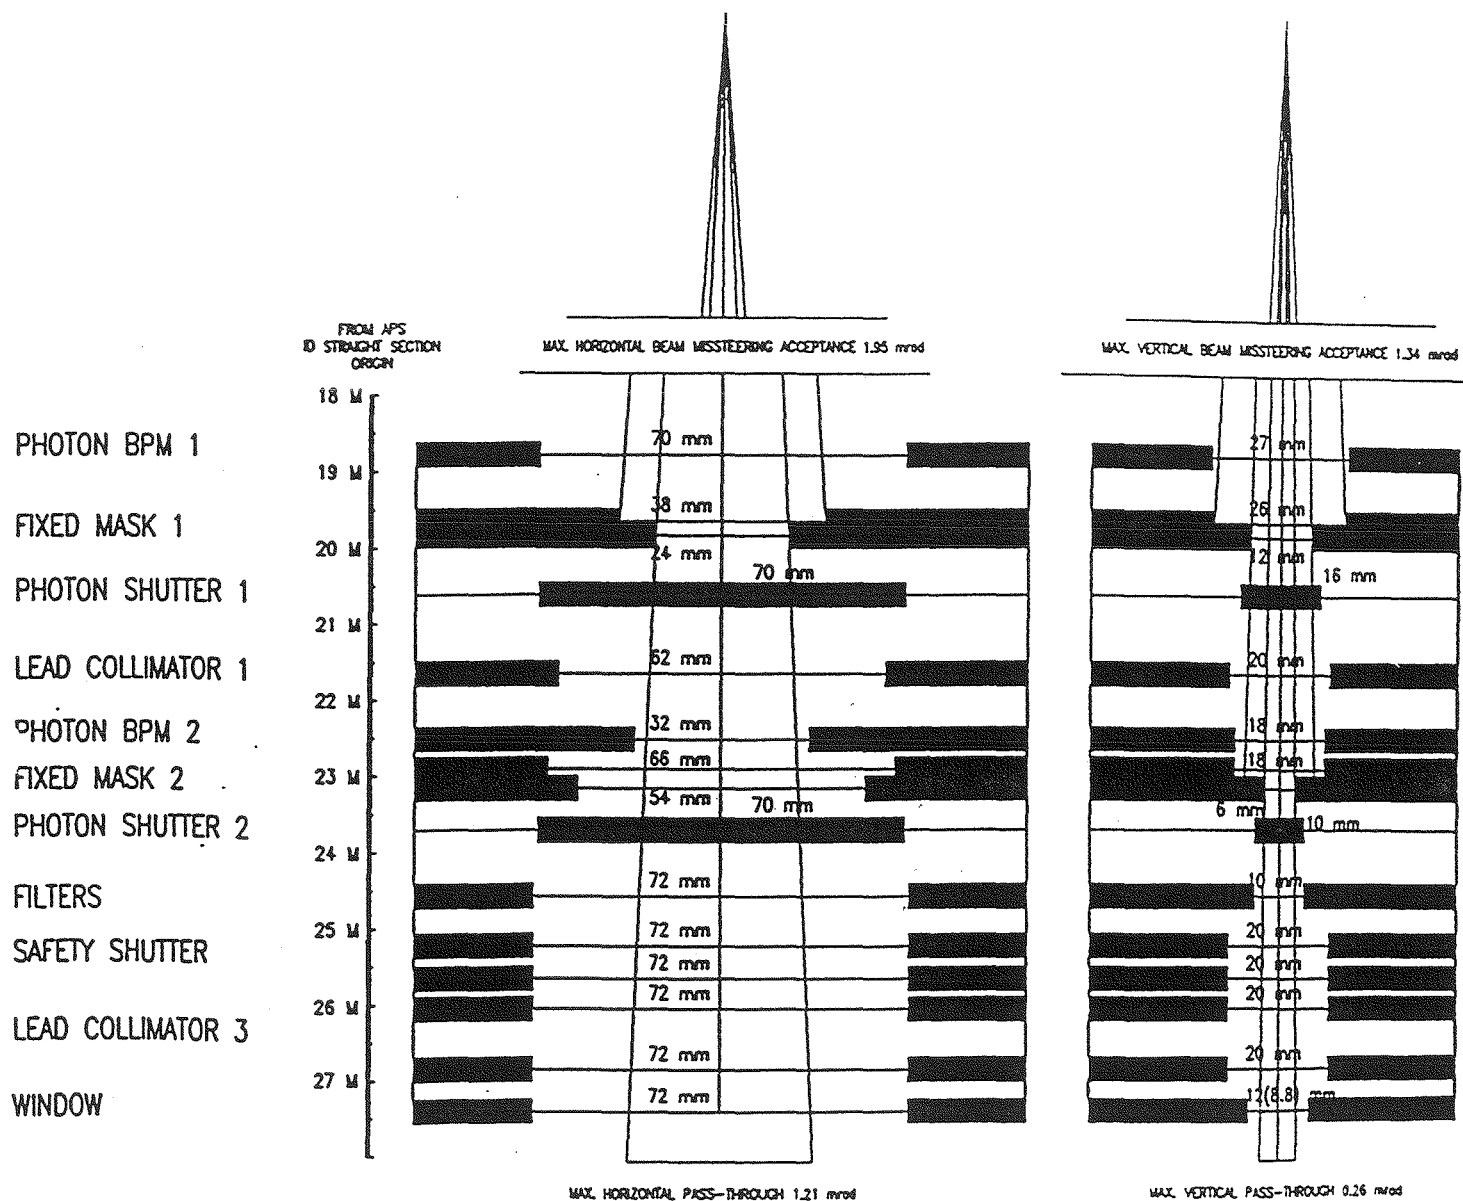 FROM APS
ID STRAIGHT SECTION
ORIGIN
MAX. HORIZONTAL BEAM MISSTEERING ACCEPTANCE 1.95 mrad
MAX. VERTICAL BEAM MISSTEERING ACCEPTANCE 1.34 mrad
18 M
PHOTON BPM 1
70 mm
27 mm
19 M
FIXED MASK 1
38 mm
26 mm
20 M
24 mm
12 mm
PHOTON SHUTTER 1
70 mm
16 mm
21 M
LEAD COLLIMATOR 1
62 mm
20 mm
22 M
PHOTON BPM 2
32 mm
18 mm
FIXED MASK 2
23 M
66 mm
18 mm
54 mm
6 mm
PHOTON SHUTTER 2
70 mm
10 mm
24 M
FILTERS
72 mm
10 mm
25 M
SAFETY SHUTTER
72 mm
20 mm
72 mm
20 mm
26 M
72 mm
20 mm
LEAD COLLIMATOR 3
72 mm
20 mm
27 M
WINDOW
72 mm
12(8.8) mm
MAX. HORIZONTAL PASS-THROUGH 1.21 mrad
MAX. VERTICAL PASS-THROUGH 0.26 mrad